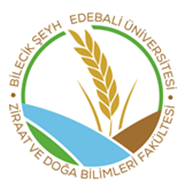 BİLECİK ŞEYH EDEBALİ ÜNİVERSİTESİ
ZİRAAT VE DOĞA BİLİMLERİ FAKÜLTESİ